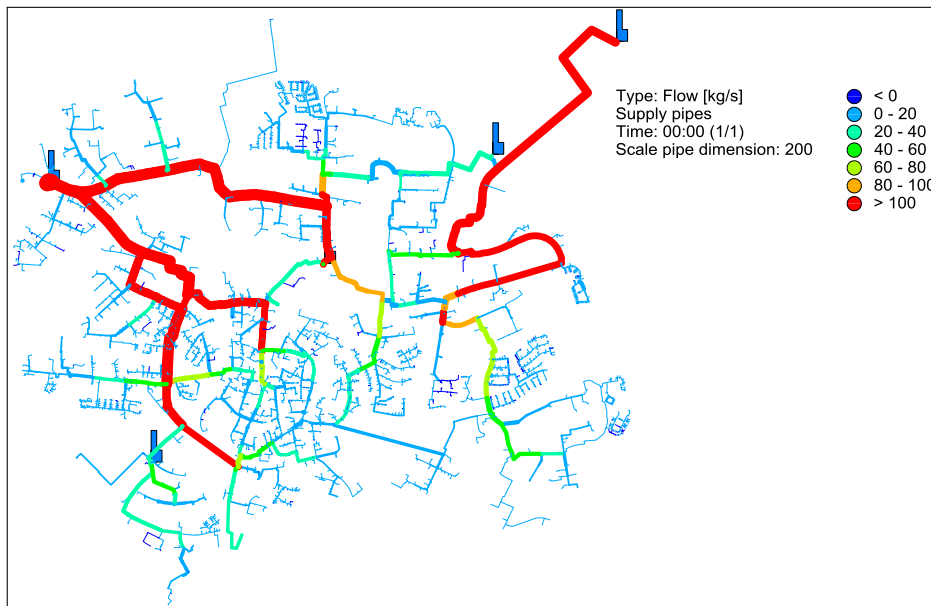 Type: Flow [kg/s]
Supply pipes
Time: 00:00 (1/1)
Scale pipe dimension: 200
< 0
0 - 20
20 - 40
40 - 60
60 - 80
80 - 100
> 100